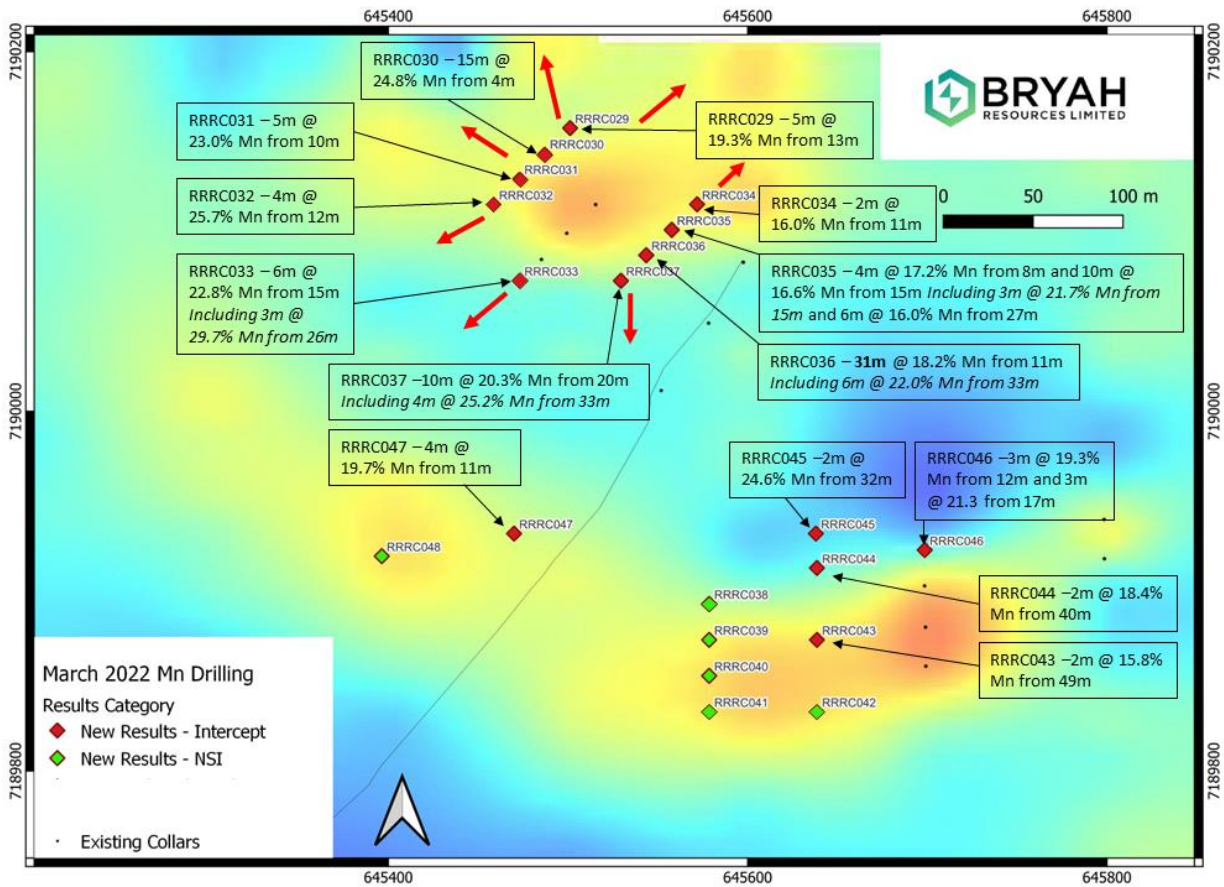 645400
645600
645800
7190200
7190200
RRRC030 – 15m @
24.8% Mn from 4m
BRYAH
RESOURCES LIMITED
RRRC031 – 5m @
23.0% Mn from 10m
RRRC029
RRRC029 – 5m @
19.3% Mn from 13m
RRRC030
RRRC031
RRRC032 – 4m @
25.7% Mn from 12m
RRRC032
RRRC034
RRRC034 – 2m @
16.0% Mn from 11m
0 50 100 m
RRRC035
RRRC036
RRRC033 – 6m @
22.8% Mn from 15m
Including 3m @
29.7% Mn from 26m
RRRC033
RRRC037
RRRC035 – 4m @ 17.2% Mn from 8m and 10m @
16.6% Mn from 15m Including 3m @ 21.7% Mn from
15m and 6m @ 16.0% Mn from 27m
RRRC036 – 31m @ 18.2% Mn from 11m
Including 6m @ 22.0% Mn from 33m
RRRC037 –10m @ 20.3% Mn from 20m
Including 4m @ 25.2% Mn from 33m
7190000
7190000
RRRC047 – 4m @
19.7% Mn from 11m
RRRC045 –2m @
24.6% Mn from 32m
RRRC046 –3m @ 19.3%
Mn from 12m and 3m
@ 21.3 from 17m
RRRC047
RRRC045
RRRC048
RRRC046
RRRC044
RRRC044 –2m @ 18.4%
Mn from 40m
RRRC038
RRRC039
RRRC043
RRRC043 –2m @ 15.8%
Mn from 49m
RRRC040
RRRC041
RRRC042
March 2022 Mn Drilling
Results Category
New Results - Intercept
New Results - NSI
Existing Collars
7189800
7189800
645400
645600
645800